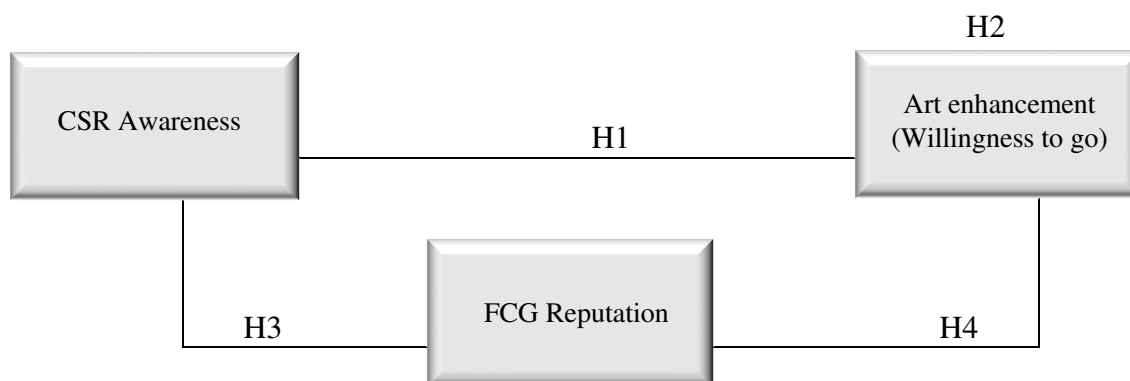 H2
CSR Awareness
Art enhancement
(Willingness to go)
H1
FCG Reputation
H3
H4